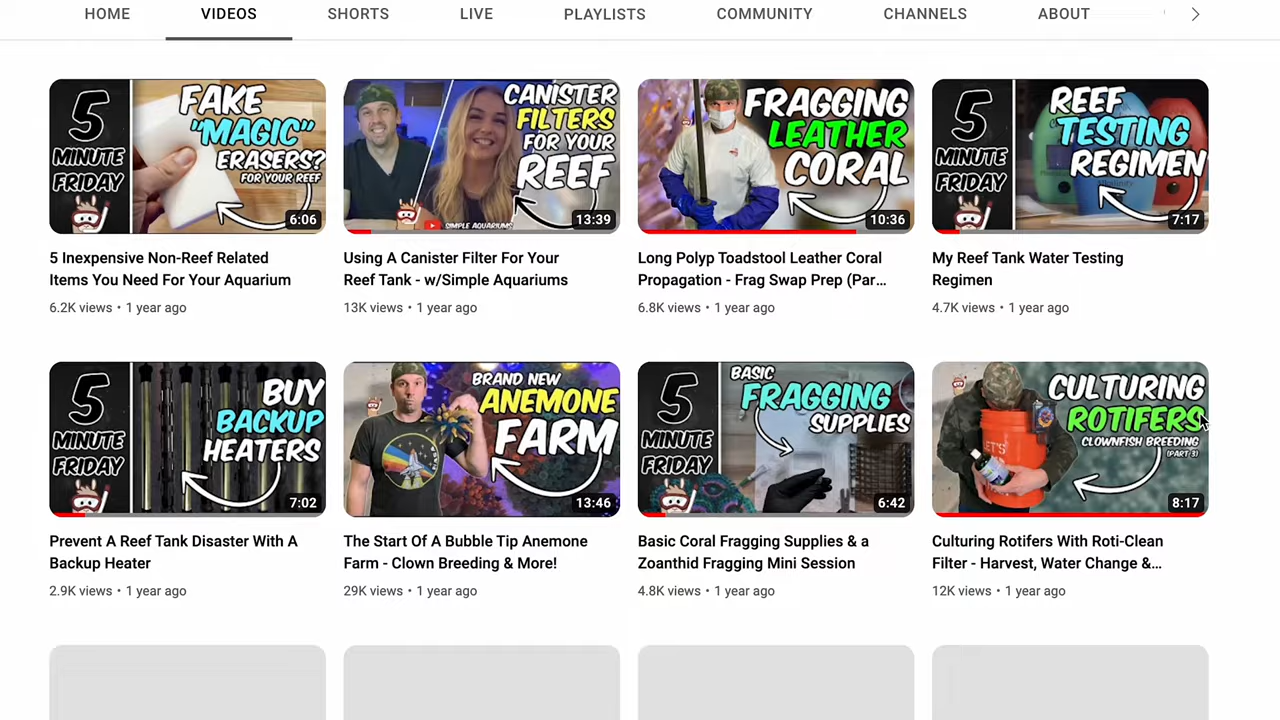 HOME VIDEOS SHORTS LIVE PLAYLISTS COMMUNITY CHANNELS ABOUT
5
MINUTE
FRIDAY
FAKE
"MAGIC"
ERASERS?
FOR YOUR REEF
6:06
CANISTER
FILTERS
FOR YOUR
REEF
SIMPLE AQUARIUMS
13:39
FRAGGING
LEATHER
CORAL
10:36
5
MINUTE
FRIDAY
REEF
TESTING
REGIMEN
7:17
5 Inexpensive Non-Reef Related
Items You Need For Your Aquarium
6.2K views • 1 year ago
Using A Canister Filter For Your
Reef Tank - w/Simple Aquariums
13K views • 1 year ago
Long Polyp Toadstool Leather Coral
Propagation - Frag Swap Prep (Par...
6.8K views • 1 year ago
My Reef Tank Water Testing
Regimen
4.7K views • 1 year ago
5
MINUTE
FRIDAY
BUY
BACKUP
HEATERS
7:02
BRAND NEW
ANEMONE
FARM
13:46
5
MINUTE
FRIDAY
BASIC
FRAGGING
SUPPLIES
6:42
CULTURING
ROTIFERS
CLOWNFISH BREEDING
(PART-3)
LET'S
8:17
Prevent A Reef Tank Disaster With A
Backup Heater
2.9K views • 1 year ago
The Start Of A Bubble Tip Anemone
Farm - Clown Breeding & More!
29K views • 1 year ago
Basic Coral Fragging Supplies & a
Zoanthid Fragging Mini Session
4.8K views • 1 year ago
Culturing Rotifers With Roti-Clean
Filter - Harvest, Water Change &...
12K views • 1 year ago